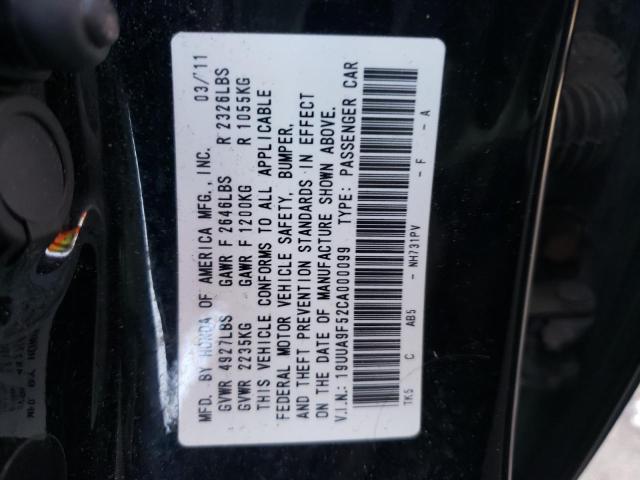 MFD. BY HONDA OF AMERICA MFG., INC. 03/'11
GVWR 4927LBS GAWR F 2646LBS R 2326LBS
GVWR 2235KG GAWR F 1200KG R 1055KG
THIS VEHICLE CONFORMS TO ALL APPLICABLE
FEDERAL MOTOR VEHICLE SAFETY, BUMPER,
AND THEFT PREVENTION STANDARDS IN EFFECT
ON THE DATE OF MANUFACTURE SHOWN ABOVE.
V.I.N.: 19UUA9F52CA000099 TYPE: PASSENGER CAR
TK5 C AB5 - NH731PV - F - A